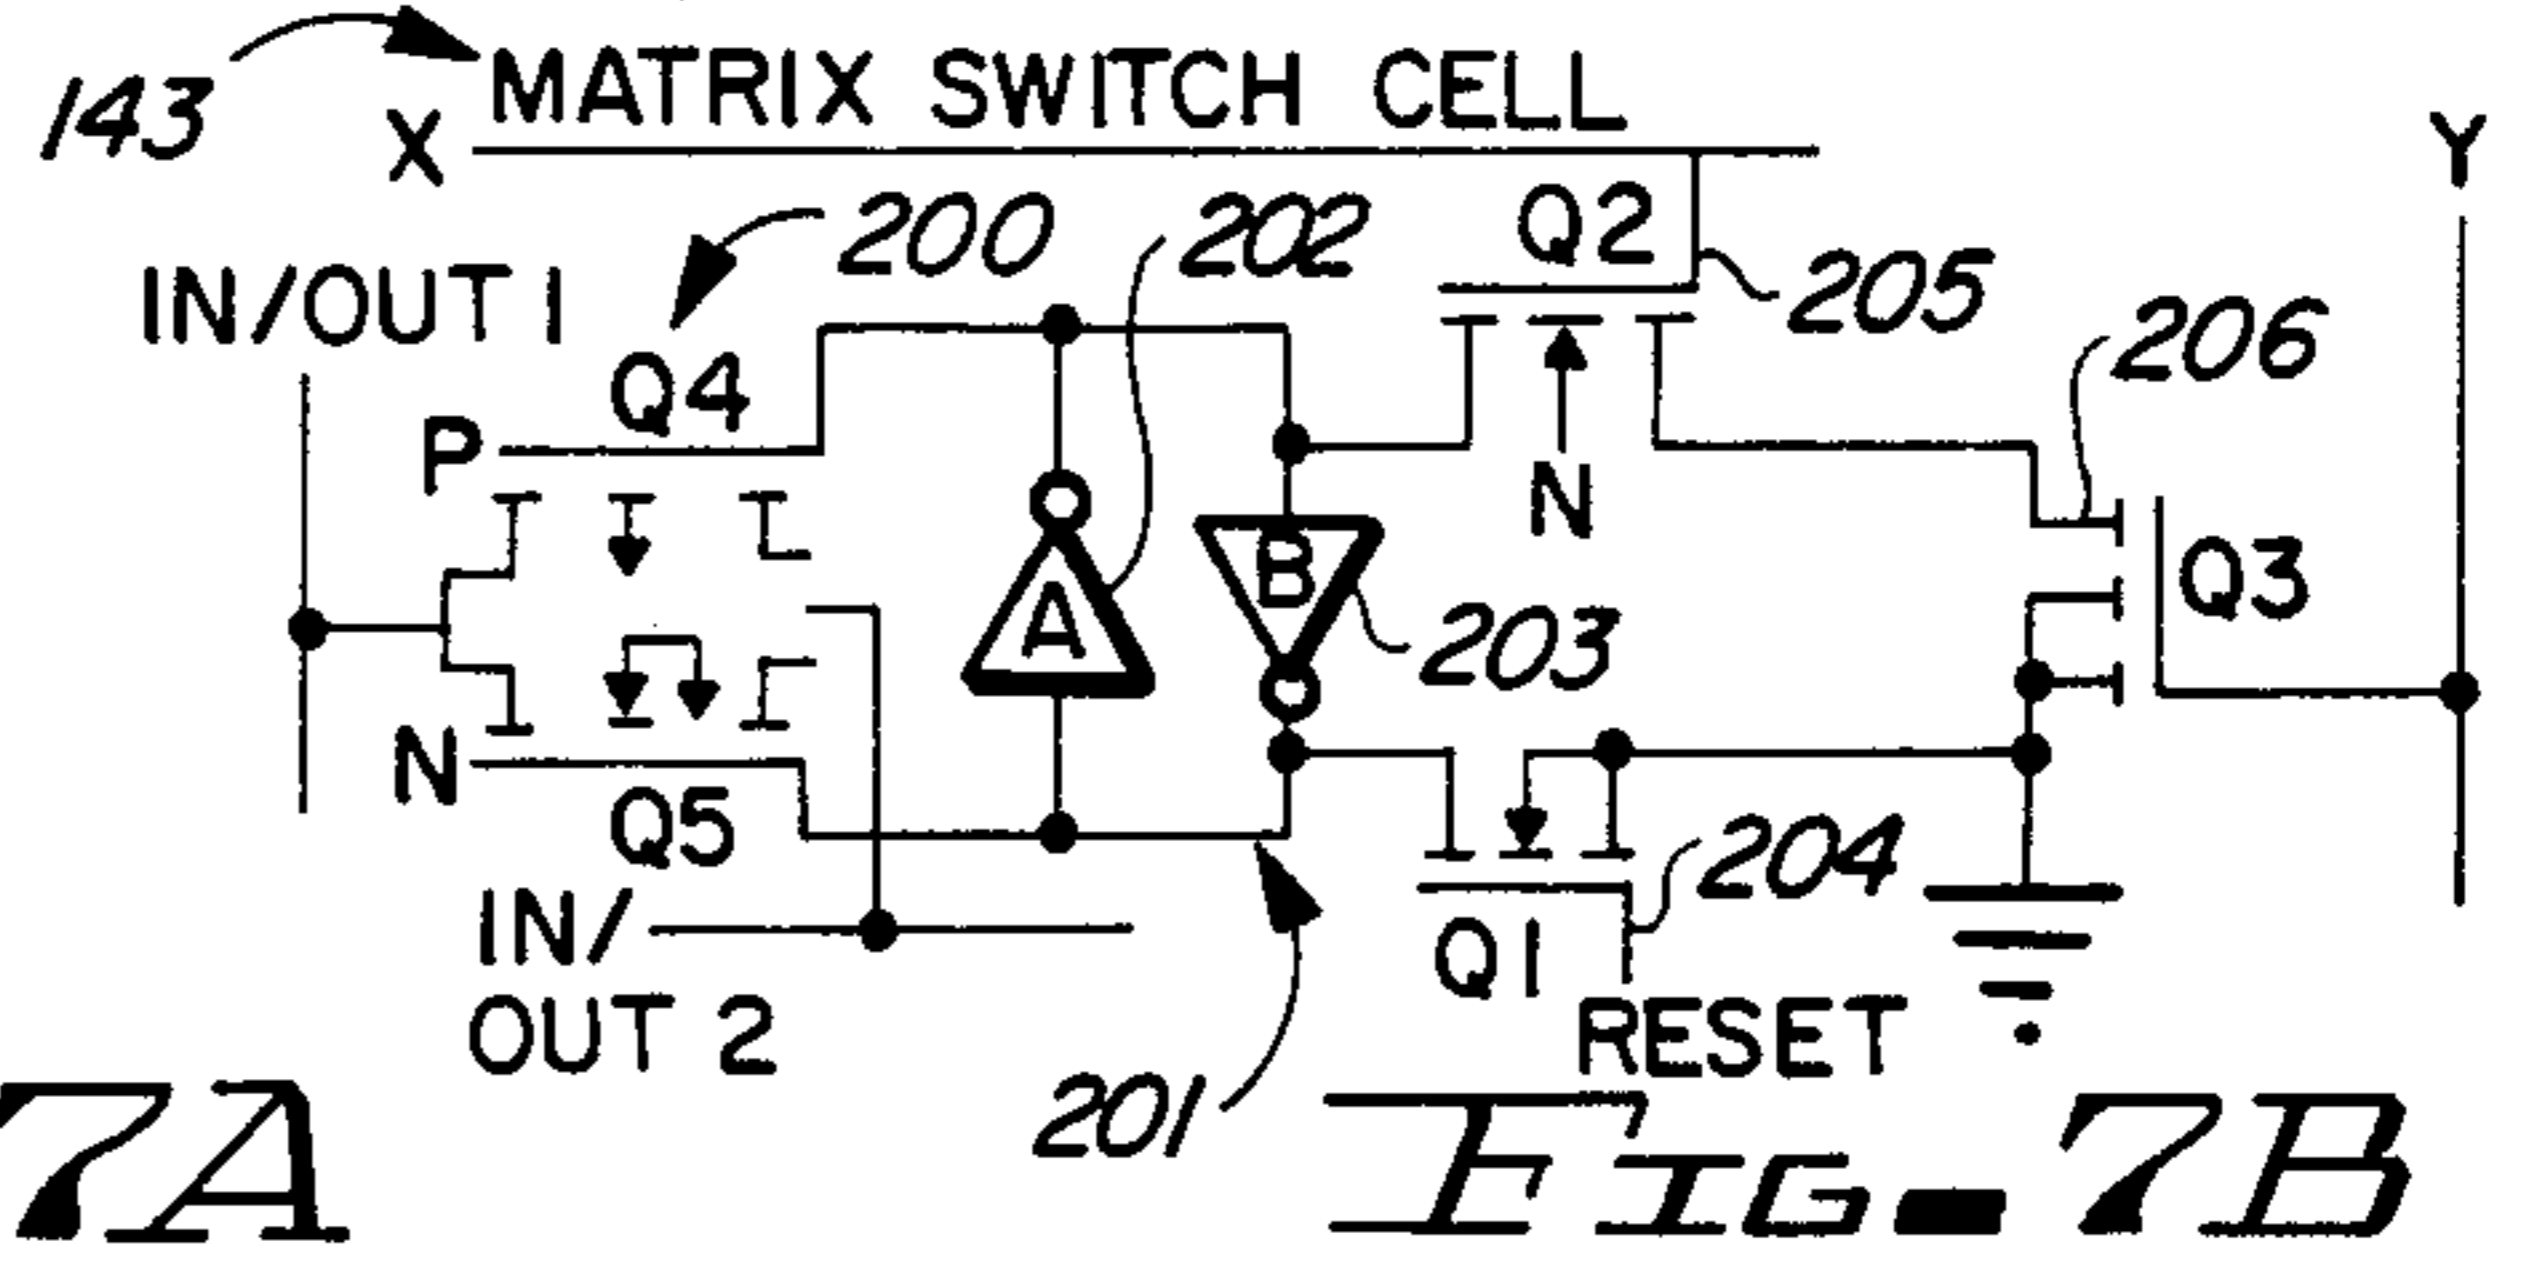 143
MATRIX SWITCH CELL
X
Y
200
202
Q2
205
IN/OUT 1
206
Q4
P
N
B
Q3
A
203
N
Q5
204
IN/
OUT 2
Q1
RESET
201
7A
FIG-7B